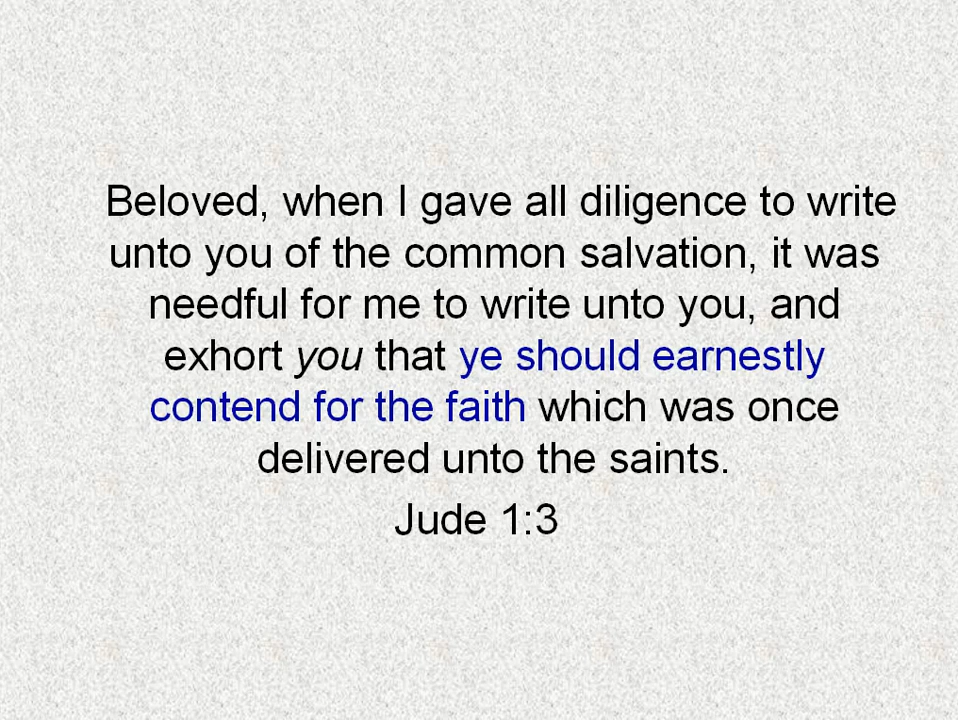 Beloved, when I gave all diligence to write
unto you of the common salvation, it was
needful for me to write unto you, and
exhort you that ye should earnestly
contend for the faith which was once
delivered unto the saints.
Jude 1:3